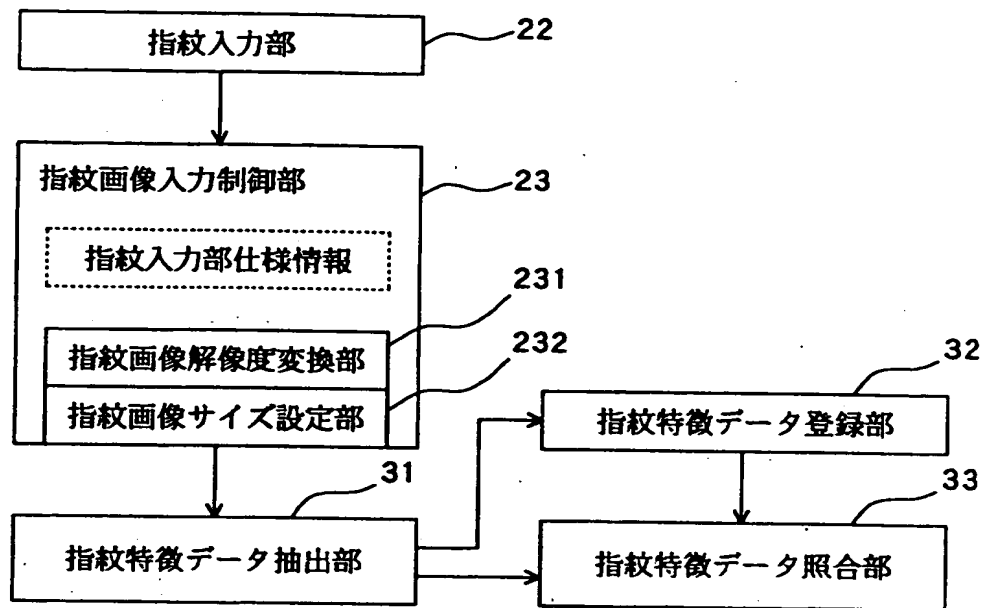 指紋入力部
22
指紋画像入力制御部
23
指紋入力部仕様情報
231
指紋画像解像度変換部
232
指紋画像サイズ設定部
32
指紋特徴データ登録部
31
指紋特徴データ抽出部
33
指紋特徴データ照合部